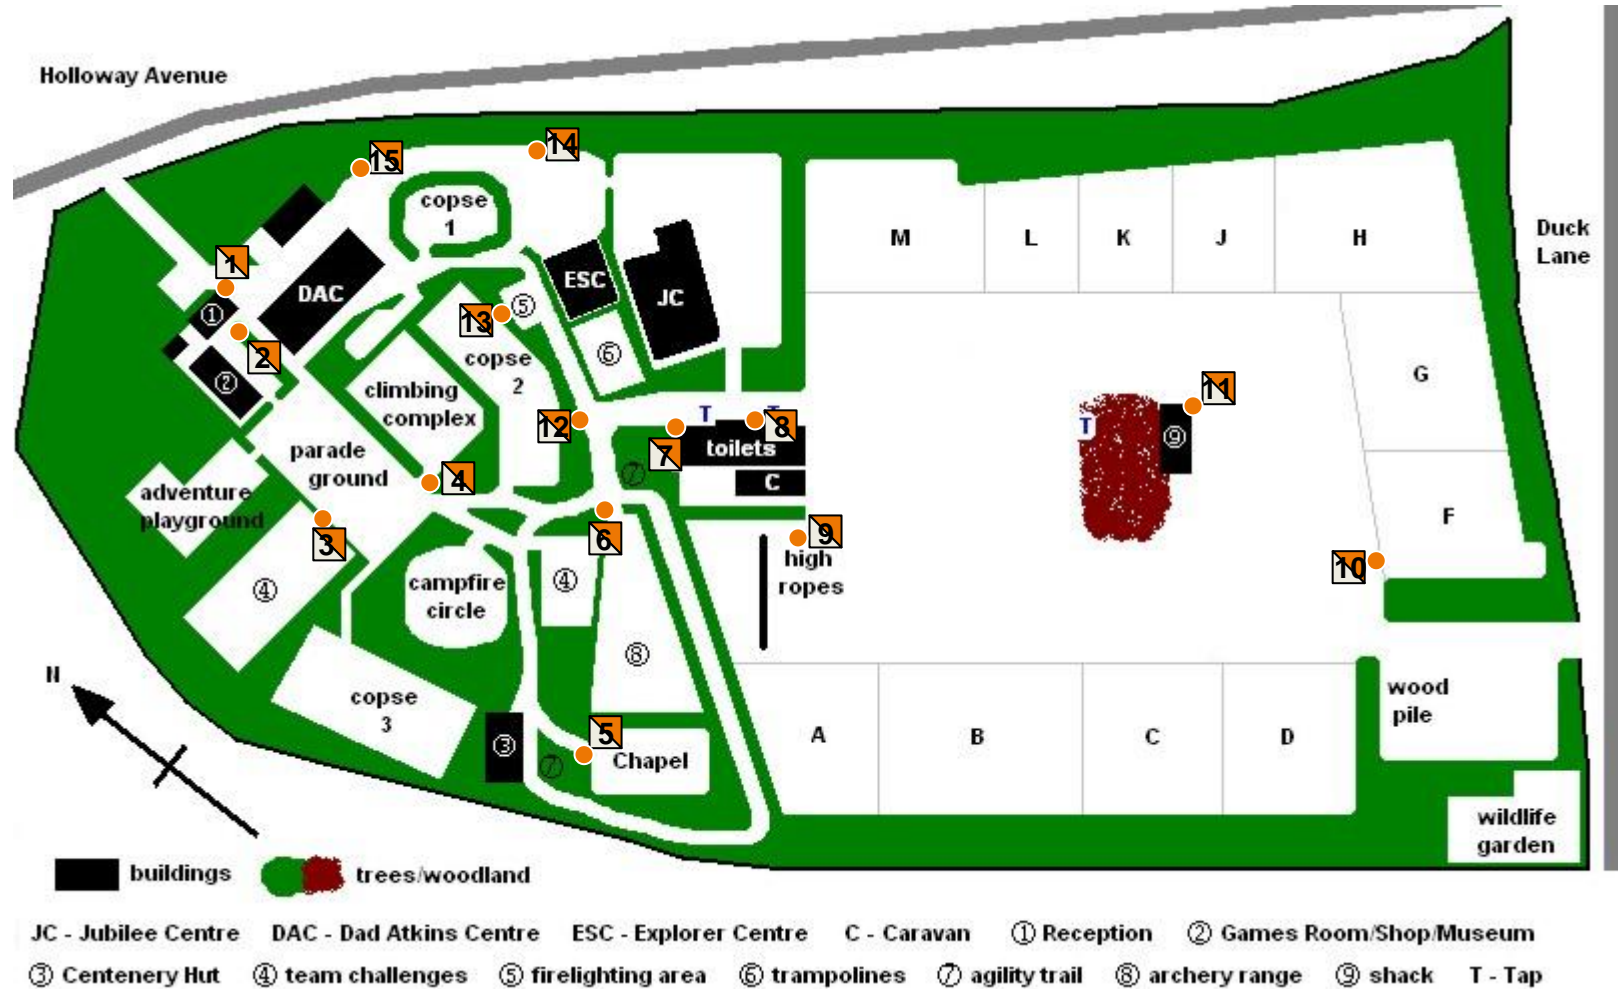 Holloway Avenue
15
14
copse
1
M
L
K
J
H
Duck
Lane
1
DAC
ESC
JC
①
⑤
13
2
②
copse
2
⑥
climbing
complex
G
11
T
T
T
12
7
8
toilets
⑨
parade
ground
4
⑦
C
adventure
playground
3
6
9
F
high
ropes
10
④
campfire
circle
④
⑧
N
copse
3
③
5
⑦
Chapel
A
B
C
D
wood
pile
wildlife
garden
buildings
trees/woodland
JC - Jubilee Centre DAC - Dad Atkins Centre ESC - Explorer Centre C - Caravan ① Reception ② Games Room/Shop/Museum
③ Centenery Hut ④ team challenges ⑤ firelighting area ⑥ trampolines ⑦ agility trail ⑧ archery range ⑨ shack T - Tap